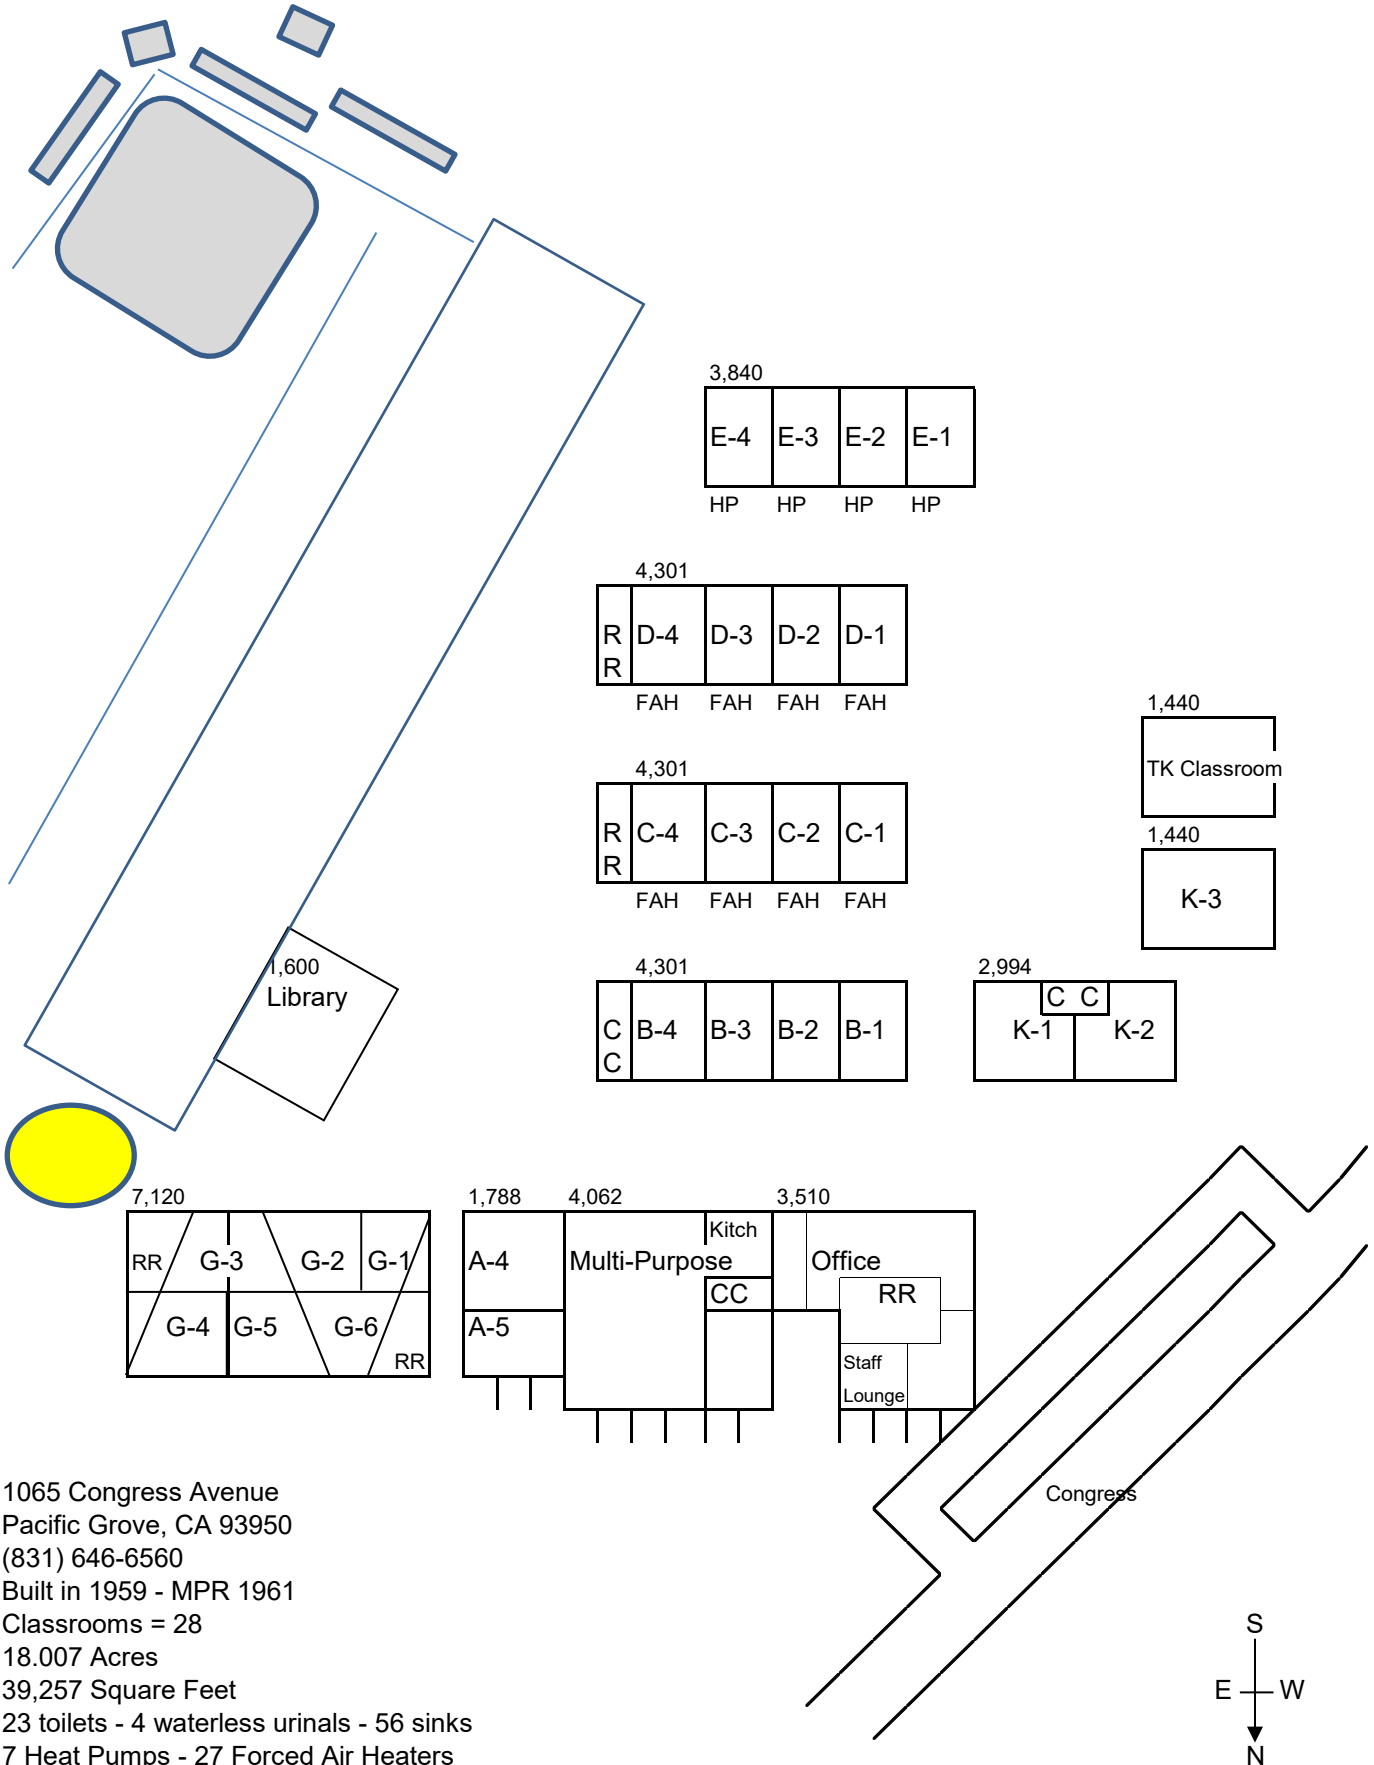 3,840
E-4 E-3 E-2 E-1
HP HP HP HP
4,301
R D-4 D-3 D-2 D-1
R
FAH FAH FAH FAH
1,440
TK Classroom
4,301
R C-4 C-3 C-2 C-1
R
FAH FAH FAH FAH
1,440
K-3
1,600
Library
4,301
C B-4 B-3 B-2 B-1
C
2,994
C C
K-1 K-2
7,120
RR G-3 G-2 G-1
G-4 G-5 G-6
RR
1,788 4,062 3,510
Kitch
A-4 Multi-Purpose Office
CC RR
A-5
Staff
Lounge
Congress
1065 Congress Avenue
Pacific Grove, CA 93950
(831) 646-6560
Built in 1959 - MPR 1961
Classrooms = 28
18.007 Acres
39,257 Square Feet
23 toilets - 4 waterless urinals - 56 sinks
7 Heat Pumps - 27 Forced Air Heaters
S
E W
N